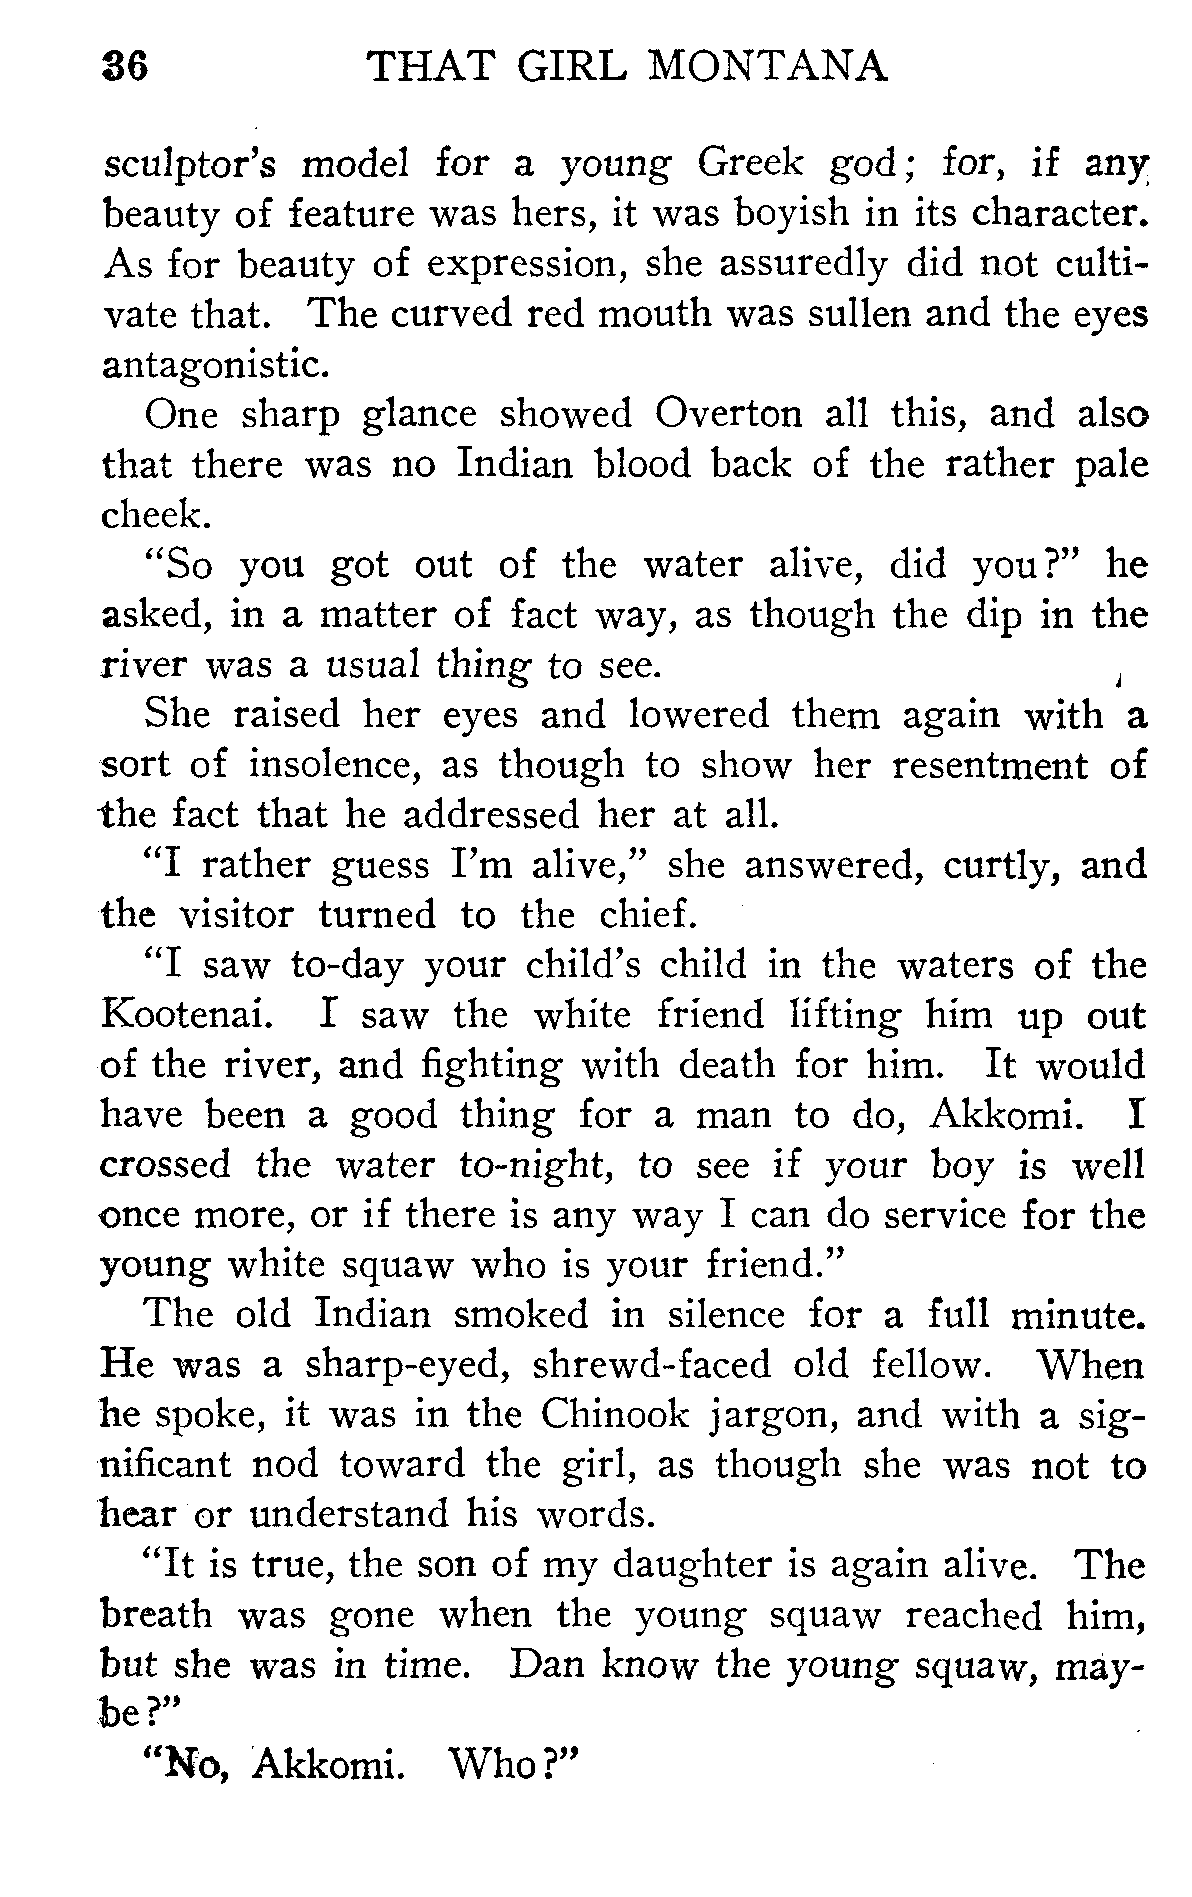 36 THAT GIRL MONTANA
sculptor's model for a young Greek god; for, if any
beauty of feature was hers, it was boyish in its character.
As for beauty of expression, she assuredly did not culti-
vate that. The curved red mouth was sullen and the eyes
antagonistic.
One sharp glance showed Overton all this, and also
that there was no Indian blood back of the rather pale
cheek.
"So you got out of the water alive, did you?" he
asked, in a matter of fact way, as though the dip in the
river was a usual thing to see.
She raised her eyes and lowered them again with a
sort of insolence, as though to show her resentment of
the fact that he addressed her at all.
"I rather guess I'm alive," she answered, curtly, and
the visitor turned to the chief.
"I saw to-day your child's child in the waters of the
Kootenai. I saw the white friend lifting him up out
of the river, and fighting with death for him. It would
have been a good thing for a man to do, Akkomi. I
crossed the water to-night, to see if your boy is well
once more, or if there is any way I can do service for the
young white squaw who is your friend."
The old Indian smoked in silence for a full minute.
He was a sharp-eyed, shrewd-faced old fellow. When
he spoke, it was in the Chinook jargon, and with a sig-
nificant nod toward the girl, as though she was not to
hear or understand his words.
"It is true, the son of my daughter is again alive. The
breath was gone when the young squaw reached him,
but she was in time. Dan know the young squaw, may-
be?"
"No, Akkomi. Who?"